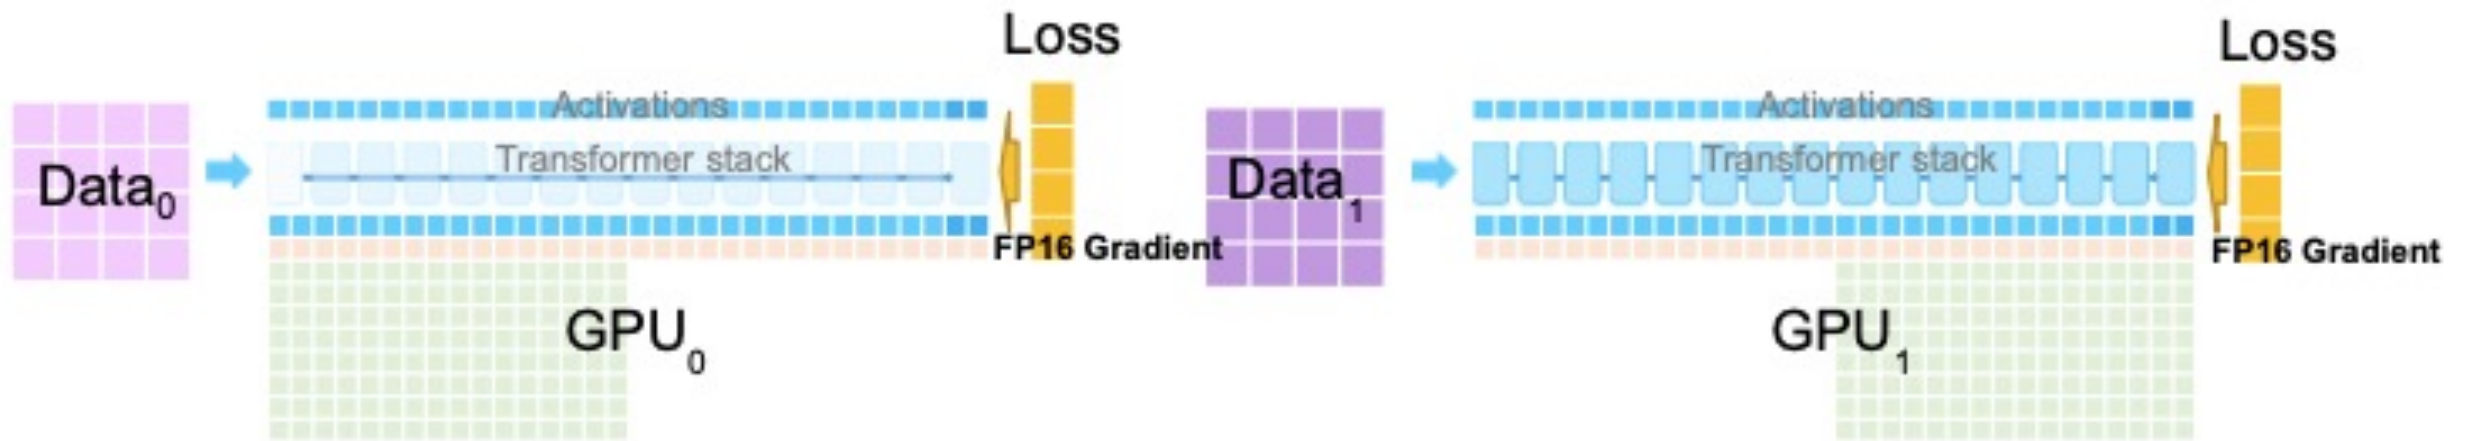 Loss
Activations
Transformer stack
Data0
FP16 Gradient
GPU0
Loss
Activations
Transformer stack
Data1
FP16 Gradient
GPU1